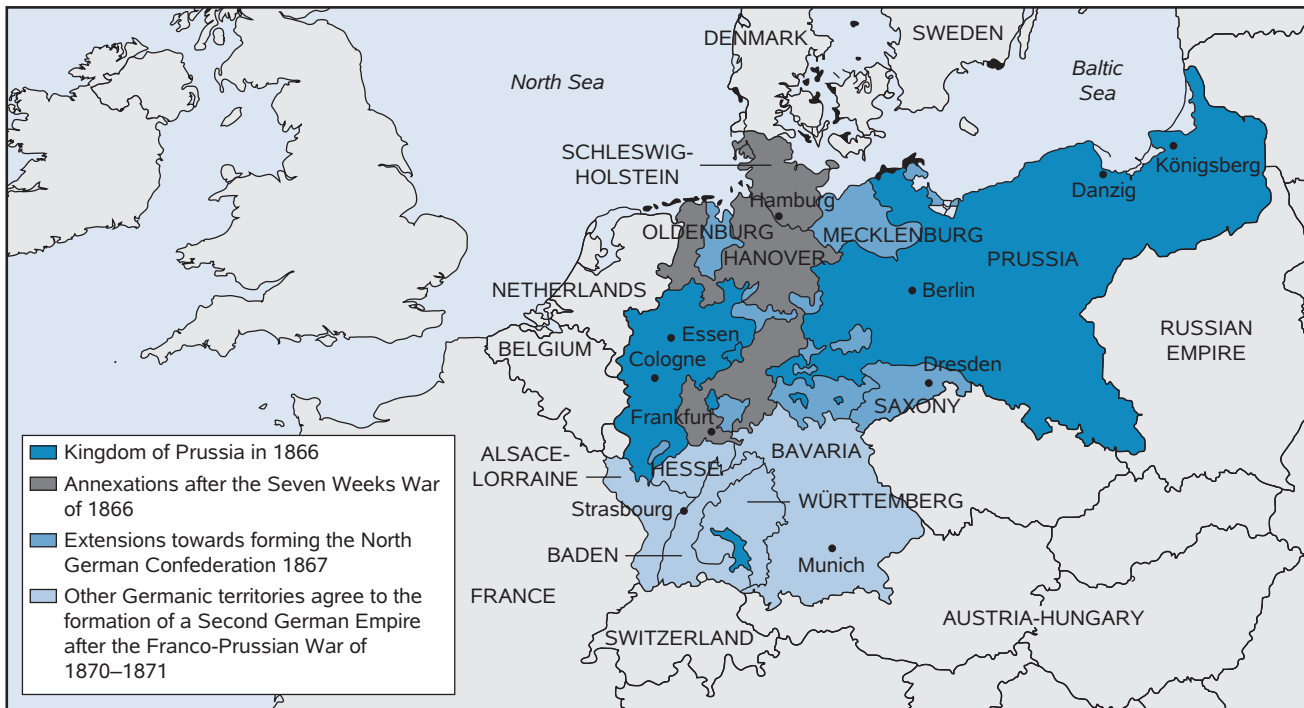 DENMARK
SWEDEN
North Sea
Baltic
Sea
SCHLESWIG-
HOLSTEIN
Königsberg
Danzig
Hamburg
OLDENBURG
MECKLENBURG
HANOVER
PRUSSIA
NETHERLANDS
Berlin
Essen
RUSSIAN
EMPIRE
BELGIUM
Cologne
Dresden
SAXONY
Frankfurt
ALSACE-
LORRAINE
HESSE
BAVARIA
WÜRTTEMBERG
Strasbourg
BADEN
Munich
FRANCE
AUSTRIA-HUNGARY
SWITZERLAND
Kingdom of Prussia in 1866
Annexations after the Seven Weeks War
of 1866
Extensions towards forming the North
German Confederation 1867
Other Germanic territories agree to the
formation of a Second German Empire
after the Franco-Prussian War of
1870–1871